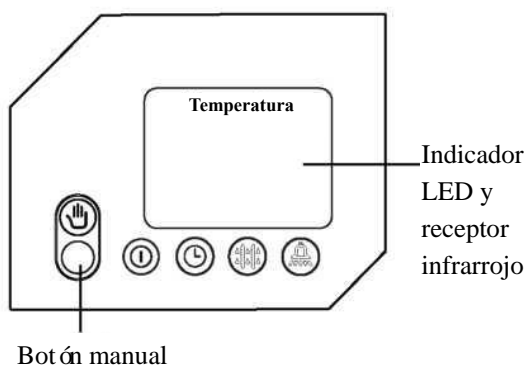 Temperatura
Indicador
LED y
receptor
infrarrojo
Botón manual